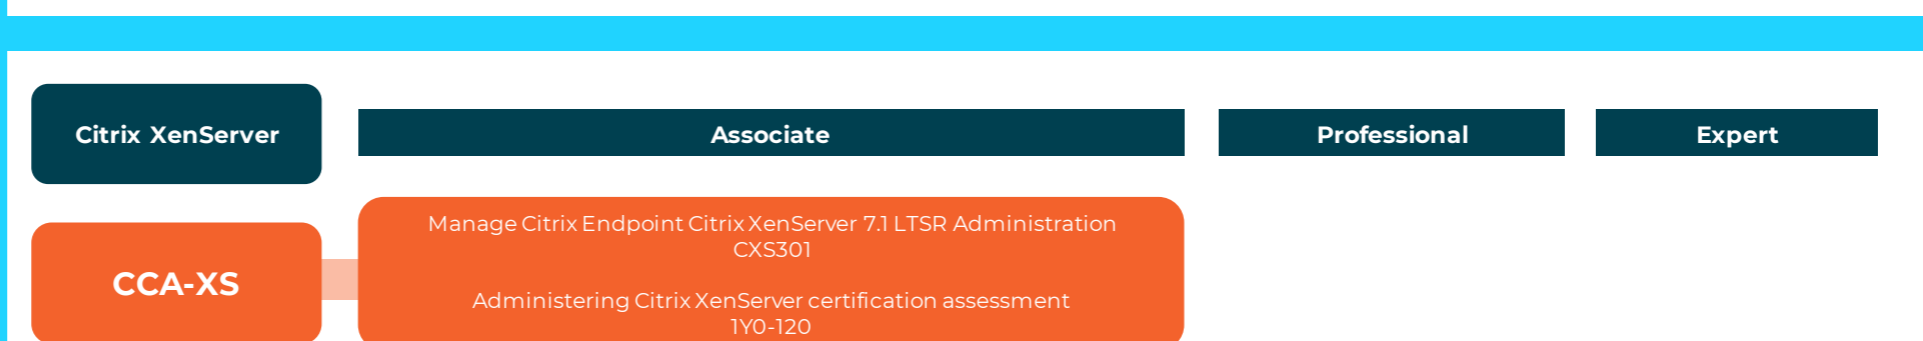 Citrix XenServer
Associate
Professional
Expert
CCA-XS
Manage Citrix Endpoint Citrix XenServer 7.1 LTSR Administration
CXS301
Administering Citrix XenServer certification assessment
1Y0-120